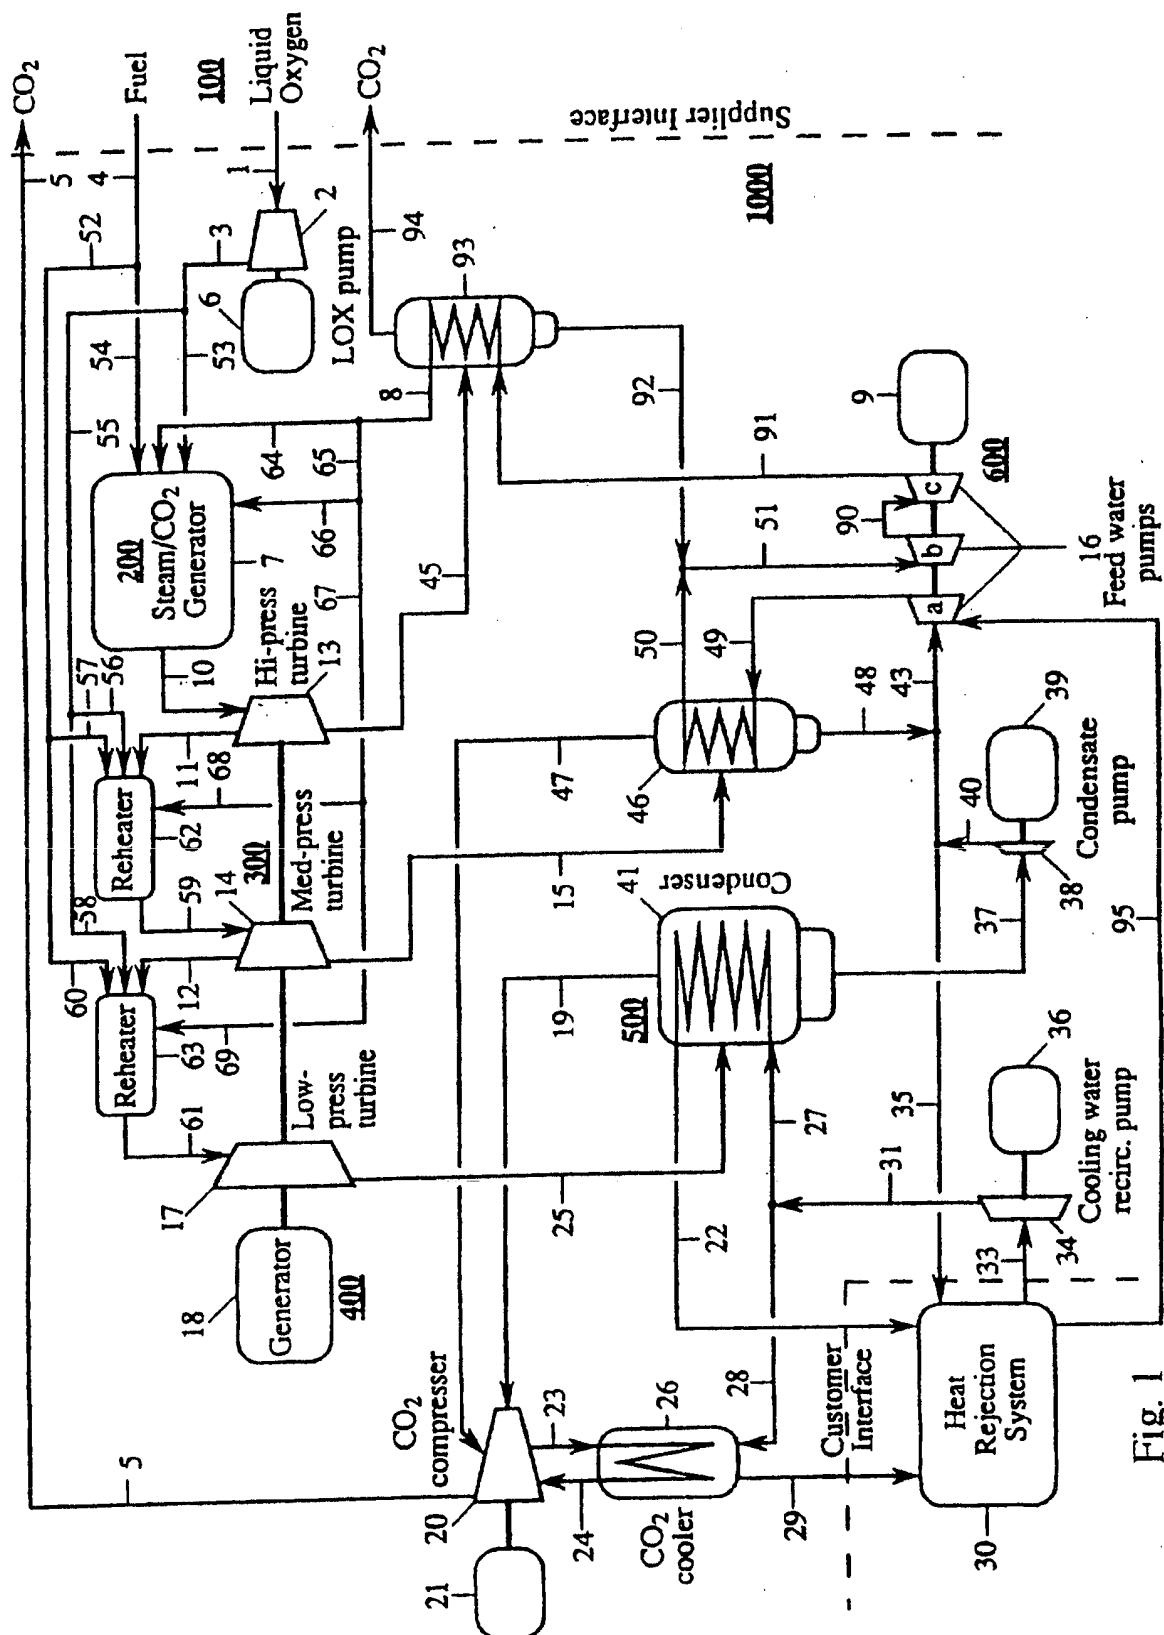 CO2
Fuel
100
Liquid
Oxygen
CO2
Supplier Interface
1000
5
4
1
52
3
2
6
LOX pump
94
93
54
53
55
8
92
91
9
64
65
66
67
200
Steam/CO2
Generator
7
45
90
51
600
c
b
a
16
Feed water
pumps
57
56
10
Hi-press
turbine
13
50
49
11
68
47
46
48
43
39
Reheater
62
300
Med-press
turbine
40
Condensate
pump
38
58
59
14
15
41
Condenser
37
95
60
12
19
500
Reheater
63
69
Low-
press
turbine
36
35
27
31
Cooling water
recirc. pump
61
17
25
22
33
34
18
Generator
400
CO2
compresser
23
26
28
Customer
Interface
Heat
Rejection
System
5
20
24
CO2
cooler
29
30
21
Fig. 1